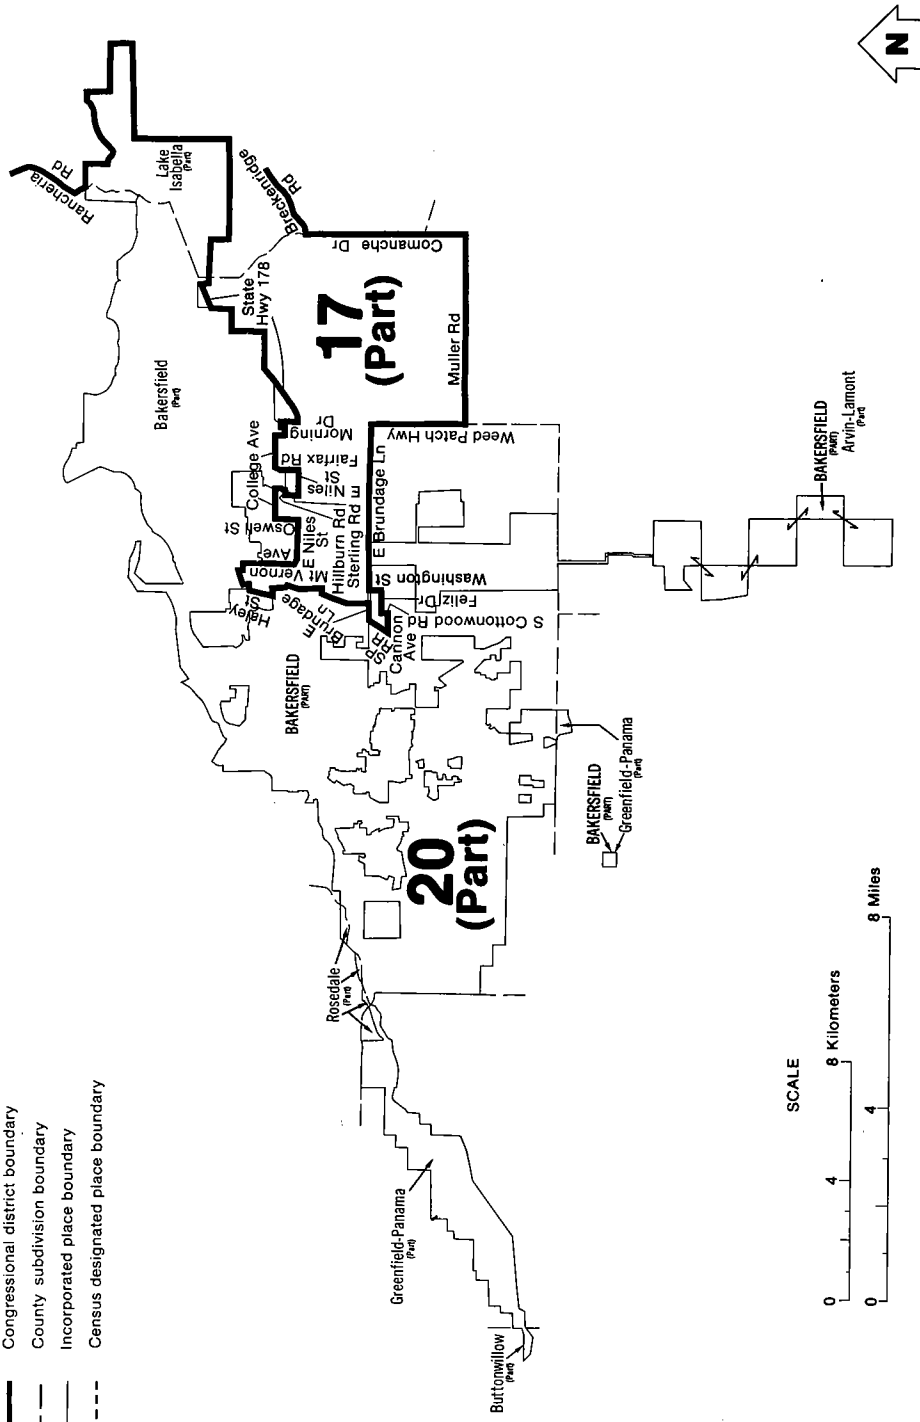 Congressional district boundary
County subdivision boundary
Incorporated place boundary
Census designated place boundary
N
Rancheria
Rd
Lake
Isabella
(Part)
Breckenridge
Rd
Comanche Dr
State
Hwy 178
17
(Part)
Muller Rd
Bakersfield
(Part)
Morning
Dr
Weed Patch Hwy
College Ave
Fairfax Rd
E Niles
St
E Brundage Ln
Oswell St
E Niles
St
Hillburn Rd
Sterling Rd
Mt Vernon
Ave
Washington St
Haley
St
E
Brundage
Ln
Feliz Dr
S Cottonwood Rd
SP
RR
Cannon
Ave
BAKERSFIELD
(PART)
BAKERSFIELD
(PART)
Arvin-Lamont
(Part)
20
(Part)
Greenfield-Panama
(Part)
BAKERSFIELD
(PART)
Greenfield-Panama
(Part)
Rosedale
(Part)
Greenfield-Panama
(Part)
Buttonwillow
(Part)
SCALE
0 4 8 Kilometers
0 4 8 Miles